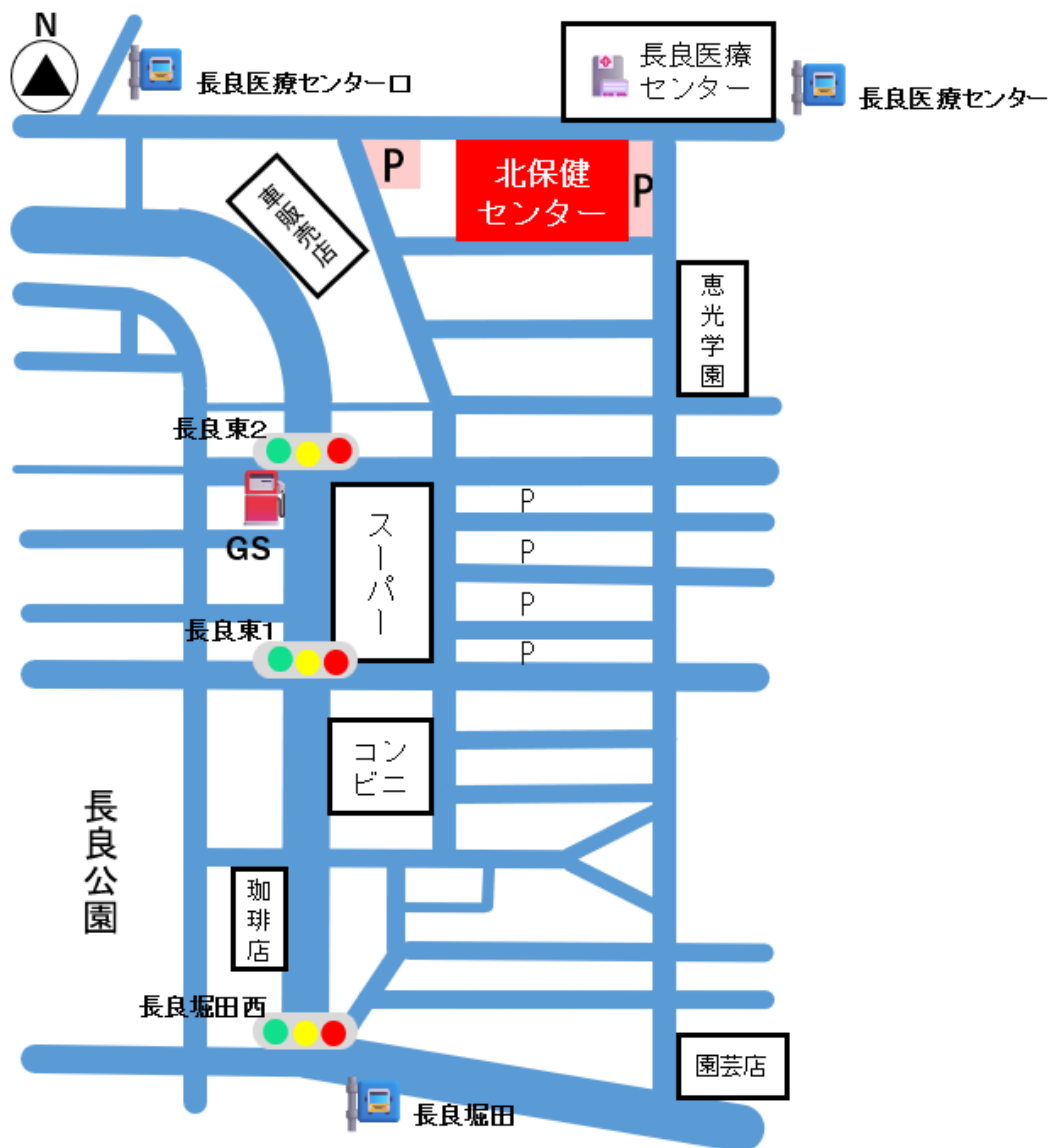 N
長良医療センター口
長良医療
センター
長良医療センター
P
北保健
センター
P
車販売店
恵光学園
長良東2
GS
スーパー
P
P
P
P
長良東1
コンビニ
長良公園
珈琲店
長良堀田西
園芸店
長良堀田